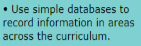 • Use simple databases to
record information in areas
across the curriculum.